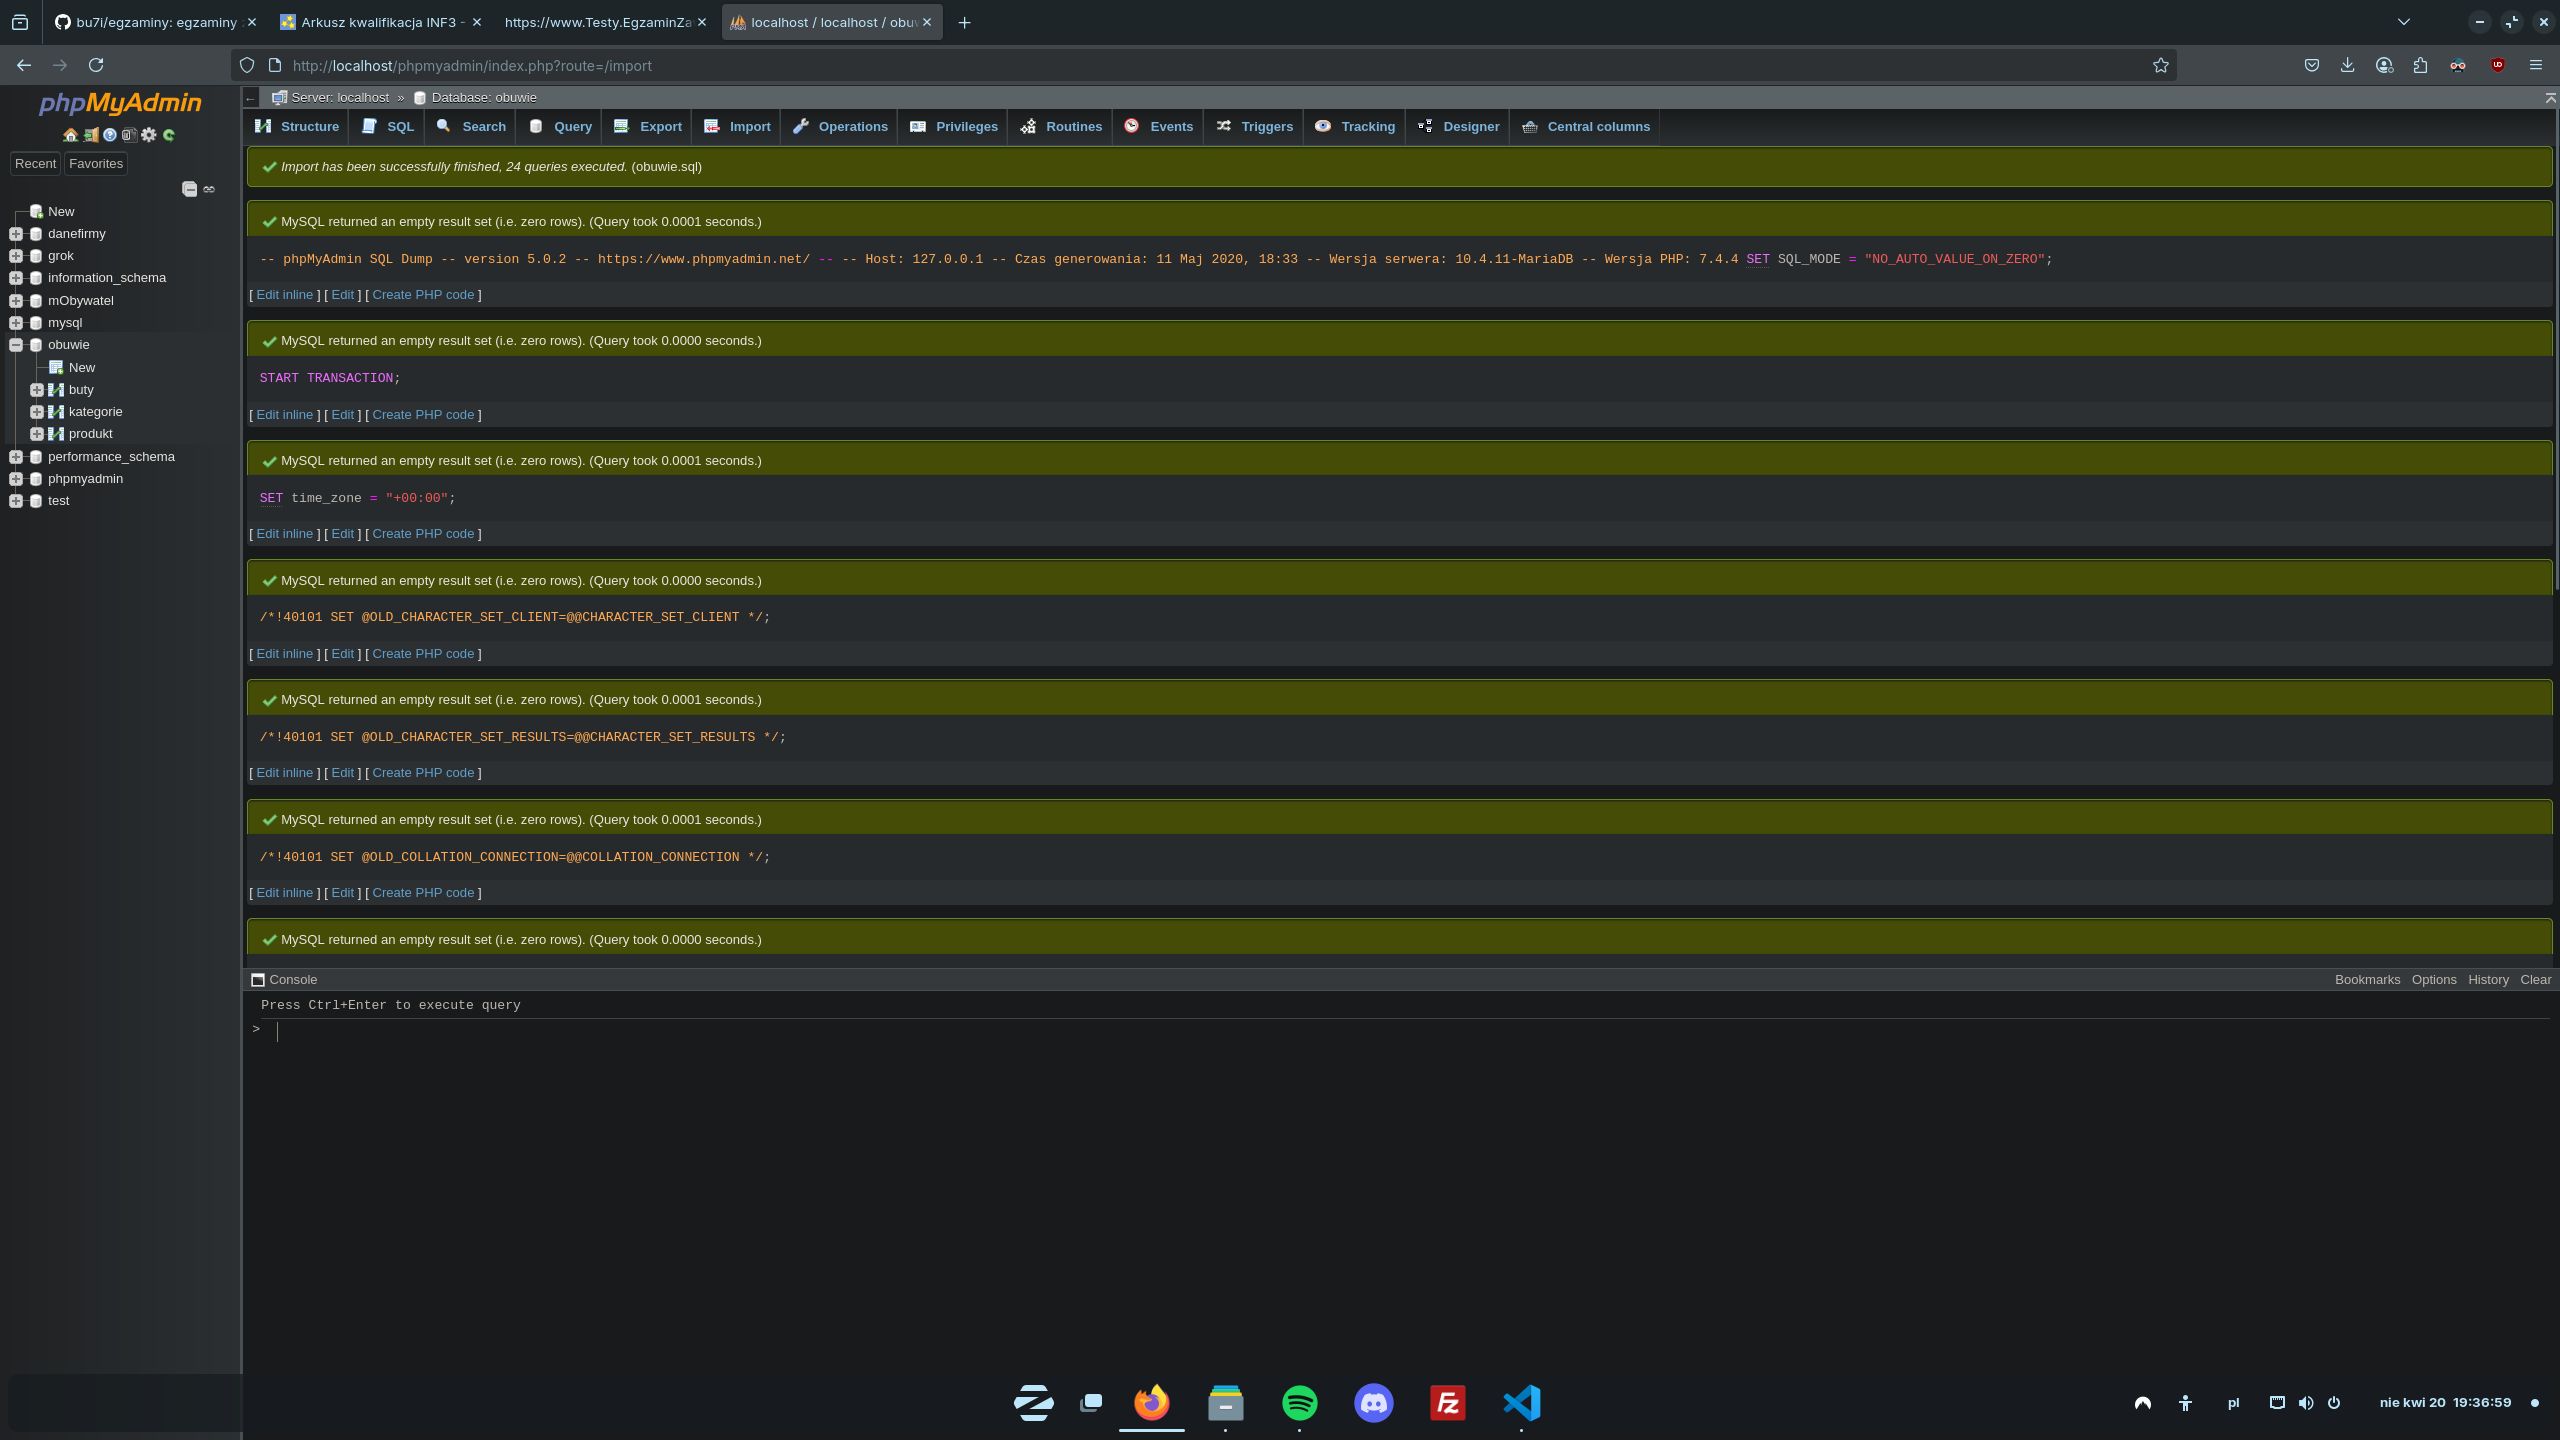 bu7i/egzaminy: egzaminy
Arkusz kwalifikacja INF3 -
https://www.Testy.EgzaminZa
localhost / localhost / obuw
http://localhost/phpmyadmin/index.php?route=/import
phpMyAdmin
Recent Favorites
New
danefirmy
grok
information_schema
mObywatel
mysql
obuwie
New
buty
kategorie
produkt
performance_schema
phpmyadmin
test
← Server: localhost » Database: obuwie
Structure SQL Search Query Export Import Operations Privileges Routines Events Triggers Tracking Designer Central columns
Import has been successfully finished, 24 queries executed. (obuwie.sql)
MySQL returned an empty result set (i.e. zero rows). (Query took 0.0001 seconds.)
-- phpMyAdmin SQL Dump -- version 5.0.2 -- https://www.phpmyadmin.net/ -- -- Host: 127.0.0.1 -- Czas generowania: 11 Maj 2020, 18:33 -- Wersja serwera: 10.4.11-MariaDB -- Wersja PHP: 7.4.4 SET SQL_MODE = "NO_AUTO_VALUE_ON_ZERO";
[ Edit inline ] [ Edit ] [ Create PHP code ]
MySQL returned an empty result set (i.e. zero rows). (Query took 0.0000 seconds.)
START TRANSACTION;
[ Edit inline ] [ Edit ] [ Create PHP code ]
MySQL returned an empty result set (i.e. zero rows). (Query took 0.0001 seconds.)
SET time_zone = "+00:00";
[ Edit inline ] [ Edit ] [ Create PHP code ]
MySQL returned an empty result set (i.e. zero rows). (Query took 0.0000 seconds.)
/*!40101 SET @OLD_CHARACTER_SET_CLIENT=@@CHARACTER_SET_CLIENT */;
[ Edit inline ] [ Edit ] [ Create PHP code ]
MySQL returned an empty result set (i.e. zero rows). (Query took 0.0001 seconds.)
/*!40101 SET @OLD_CHARACTER_SET_RESULTS=@@CHARACTER_SET_RESULTS */;
[ Edit inline ] [ Edit ] [ Create PHP code ]
MySQL returned an empty result set (i.e. zero rows). (Query took 0.0001 seconds.)
/*!40101 SET @OLD_COLLATION_CONNECTION=@@COLLATION_CONNECTION */;
[ Edit inline ] [ Edit ] [ Create PHP code ]
MySQL returned an empty result set (i.e. zero rows). (Query took 0.0000 seconds.)
Console Bookmarks Options History Clear
Press Ctrl+Enter to execute query
>
pl nie kwi 20 19:36:59